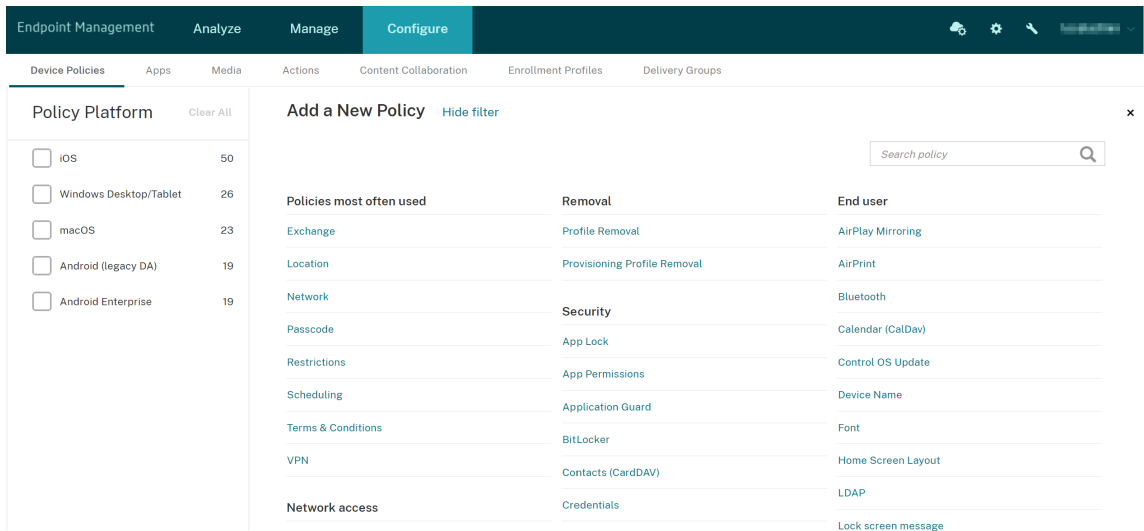 Endpoint Management Analyze Manage Configure
Device Policies Apps Media Actions Content Collaboration Enrollment Profiles Delivery Groups
Policy Platform Clear All
iOS 50
Windows Desktop/Tablet 26
macOS 23
Android (legacy DA) 19
Android Enterprise 19
Add a New Policy Hide filter
Search policy
Policies most often used
Exchange
Location
Network
Passcode
Restrictions
Scheduling
Terms & Conditions
VPN
Network access
Removal
Profile Removal
Provisioning Profile Removal
Security
App Lock
App Permissions
Application Guard
BitLocker
Contacts (CardDAV)
Credentials
End user
AirPlay Mirroring
AirPrint
Bluetooth
Calendar (CalDav)
Control OS Update
Device Name
Font
Home Screen Layout
LDAP
Lock screen message